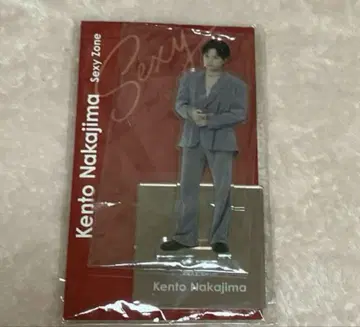 Sexy
Kento Nakajima
Sexy Zone
Kento Nakajima